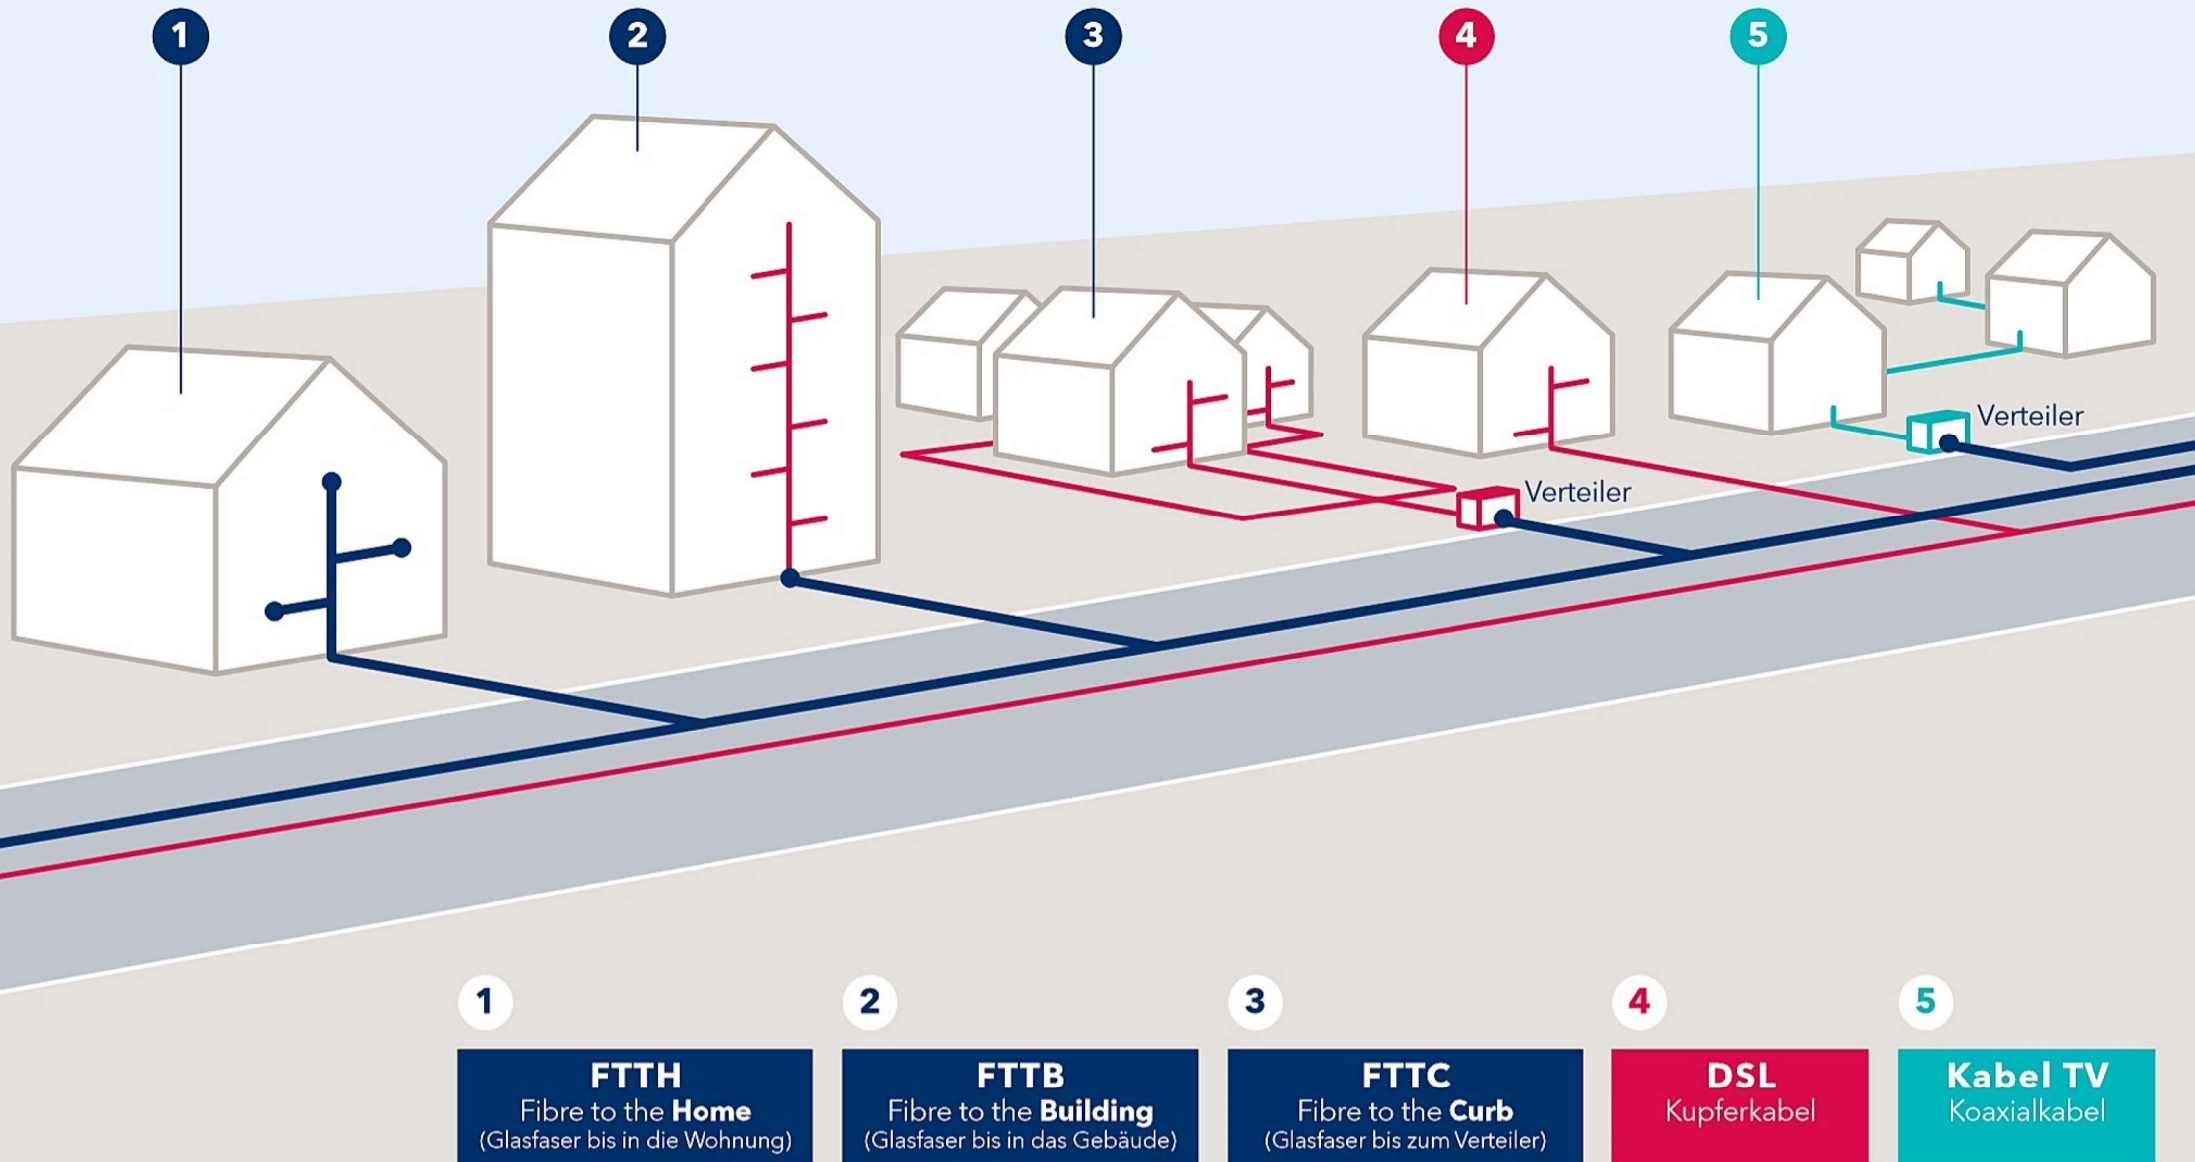 1
2
3
4
5
Verteiler
Verteiler
1
2
3
4
5
FTTH
Fibre to the Home
(Glasfaser bis in die Wohnung)
FTTB
Fibre to the Building
(Glasfaser bis in das Gebäude)
FTTC
Fibre to the Curb
(Glasfaser bis zum Verteiler)
DSL
Kupferkabel
Kabel TV
Koaxialkabel